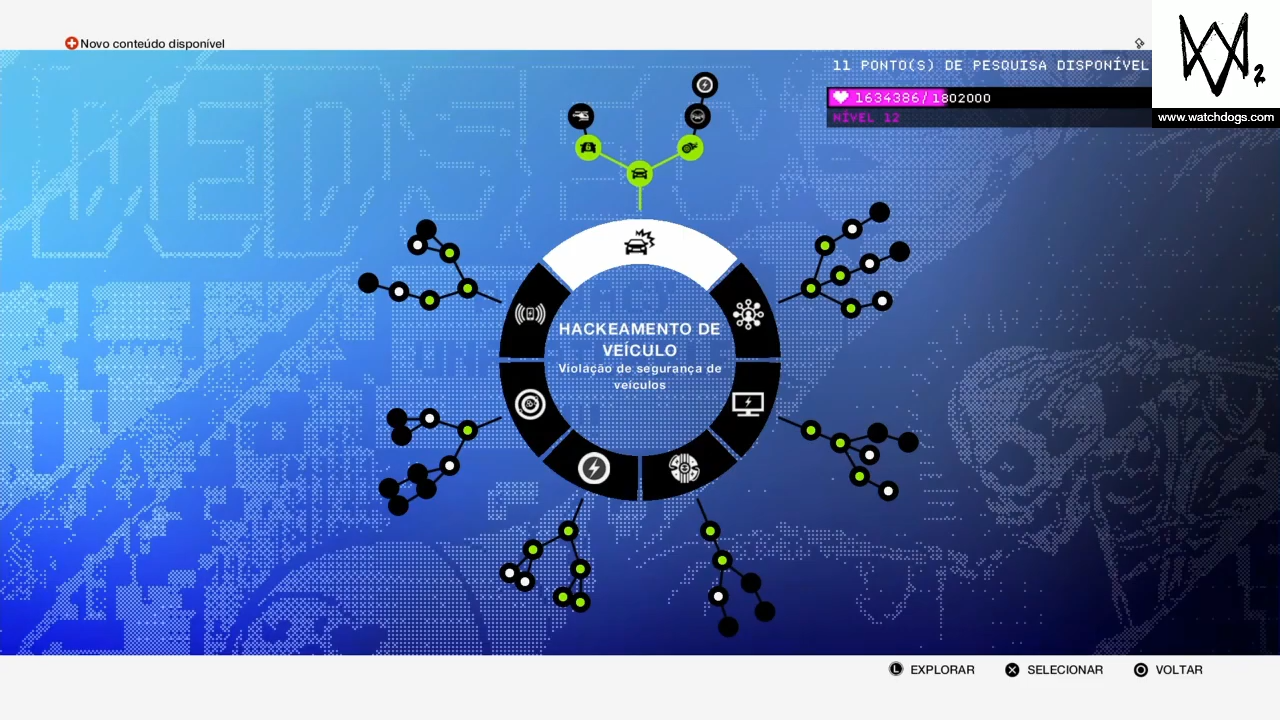 Novo conteúdo disponível
11 PONTO(S) DE PESQUISA DISPONÍVEL
1634386/1802000
NÍVEL 12
2
www.watchdogs.com
HACKEAMENTO DE
VEÍCULO
Violação de segurança de
veículos
L EXPLORAR
SELECIONAR
VOLTAR